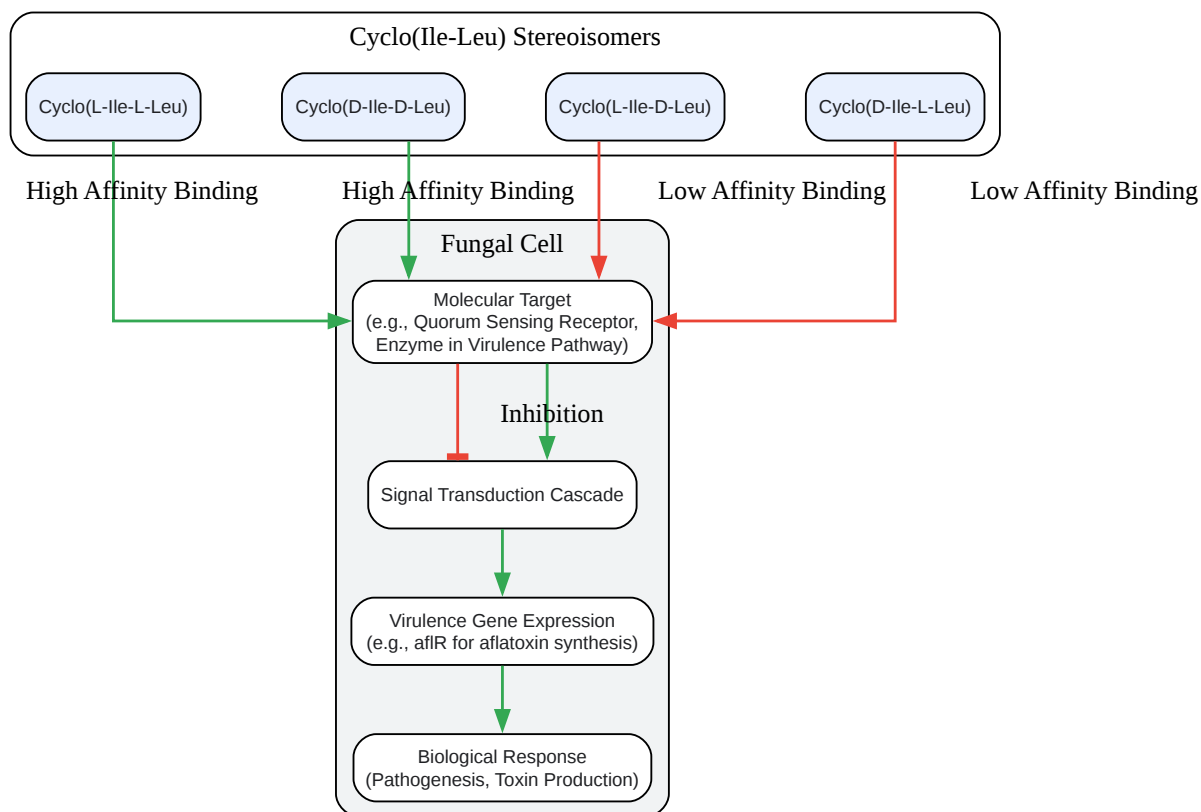 Cyclo(Ile-Leu) Stereoisomers
Cyclo(L-Ile-L-Leu)
Cyclo(D-Ile-D-Leu)
Cyclo(L-Ile-D-Leu)
Cyclo(D-Ile-L-Leu)
High Affinity Binding
High Affinity Binding
Low Affinity Binding
Low Affinity Binding
Fungal Cell
Molecular Target
(e.g., Quorum Sensing Receptor,
Enzyme in Virulence Pathway)
Inhibition
Signal Transduction Cascade
Virulence Gene Expression
(e.g., aflR for aflatoxin synthesis)
Biological Response
(Pathogenesis, Toxin Production)